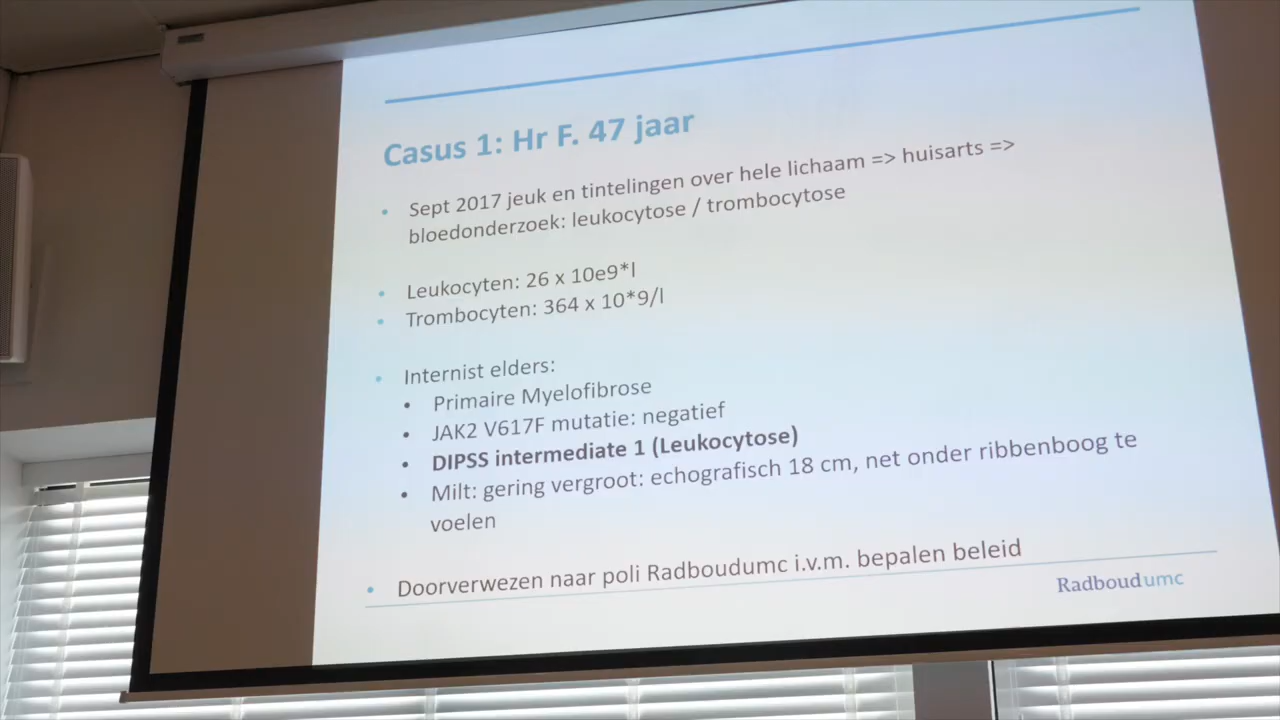 Casus 1: Hr F. 47 jaar
• Sept 2017 jeuk en tintelingen over hele lichaam => huisarts =>
bloedonderzoek: leukocytose / trombocytose
• Leukocyten: 26 x 10e9*l
• Trombocyten: 364 x 10*9/l
• Internist elders:
• Primaire Myelofibrose
• JAK2 V617F mutatie: negatief
• DIPSS intermediate 1 (Leukocytose)
• Milt: gering vergroot: echografisch 18 cm, net onder ribbenboog te
voelen
• Doorverwezen naar poli Radboudumc i.v.m. bepalen beleid
Radboudumc